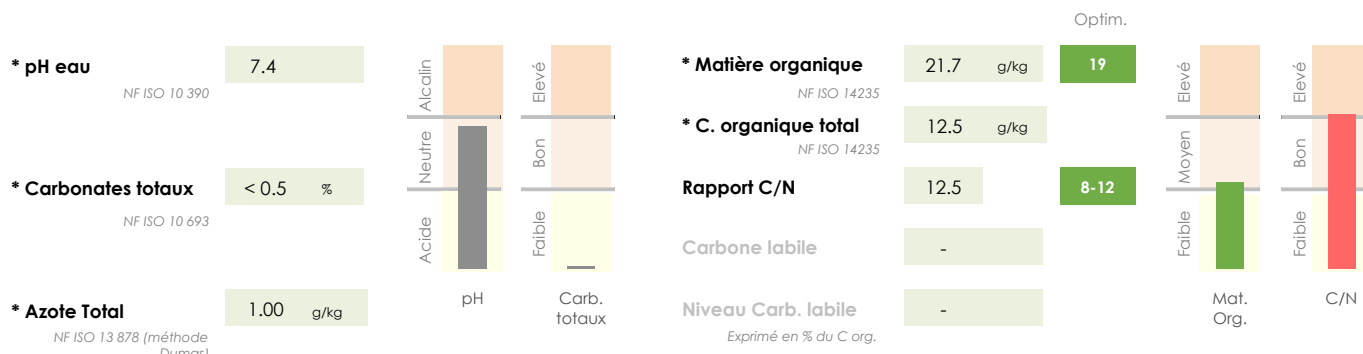 * pH eau
7.4
NF ISO 10 390
* Carbonates totaux
< 0.5 %
NF ISO 10 693
* Azote Total
1.00 g/kg
NF ISO 13 878 (méthode
Dumas)
Alcalin
Neutre
Acide
pH
Elevé
Bon
Faible
Carb.
totaux
Optim.
* Matière organique
21.7 g/kg
19
NF ISO 14235
* C. organique total
12.5 g/kg
NF ISO 14235
Rapport C/N
12.5
8-12
Carbone labile
-
Niveau Carb. labile
-
Exprimé en % du C org.
Elevé
Moyen
Faible
Mat.
Org.
Elevé
Bon
Faible
C/N